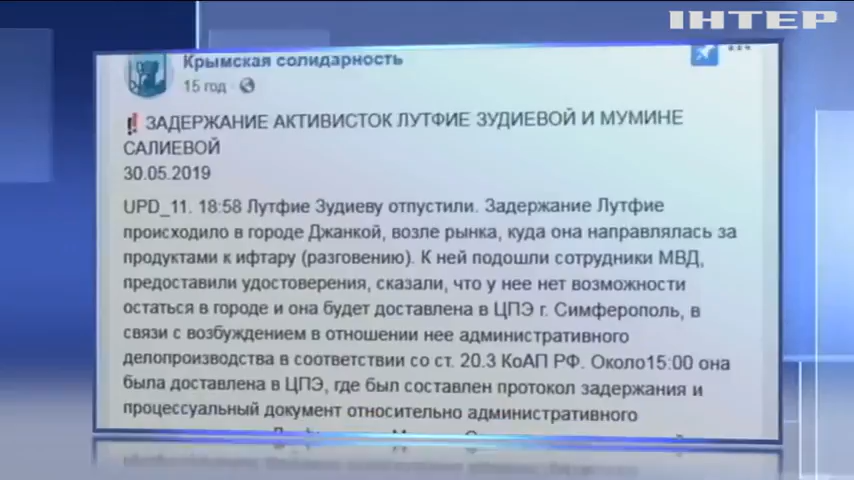 ІНТЕР
Крымская солидарность
15 год ·
ЗАДЕРЖАНИЕ АКТИВИСТОК ЛУТФИЕ ЗУДИЕВОЙ И МУМИНЕ
САЛИЕВОЙ
30.05.2019
UPD_11. 18:58 Лутфие Зудиеву отпустили. Задержание Лутфие
происходило в городе Джанкой, возле рынка, куда она направлялась за
продуктами к ифтару (разговению). К ней подошли сотрудники МВД,
предоставили удостоверения, сказали, что у нее нет возможности
остаться в городе и она будет доставлена в ЦПЭ г. Симферополь, в
связи с возбуждением в отношении нее административного
делопроизводства в соответствии со ст. 20.3 КоАП РФ. Около15:00 она
была доставлена в ЦПЭ, где был составлен протокол задержания и
процессуальный документ относительно административного